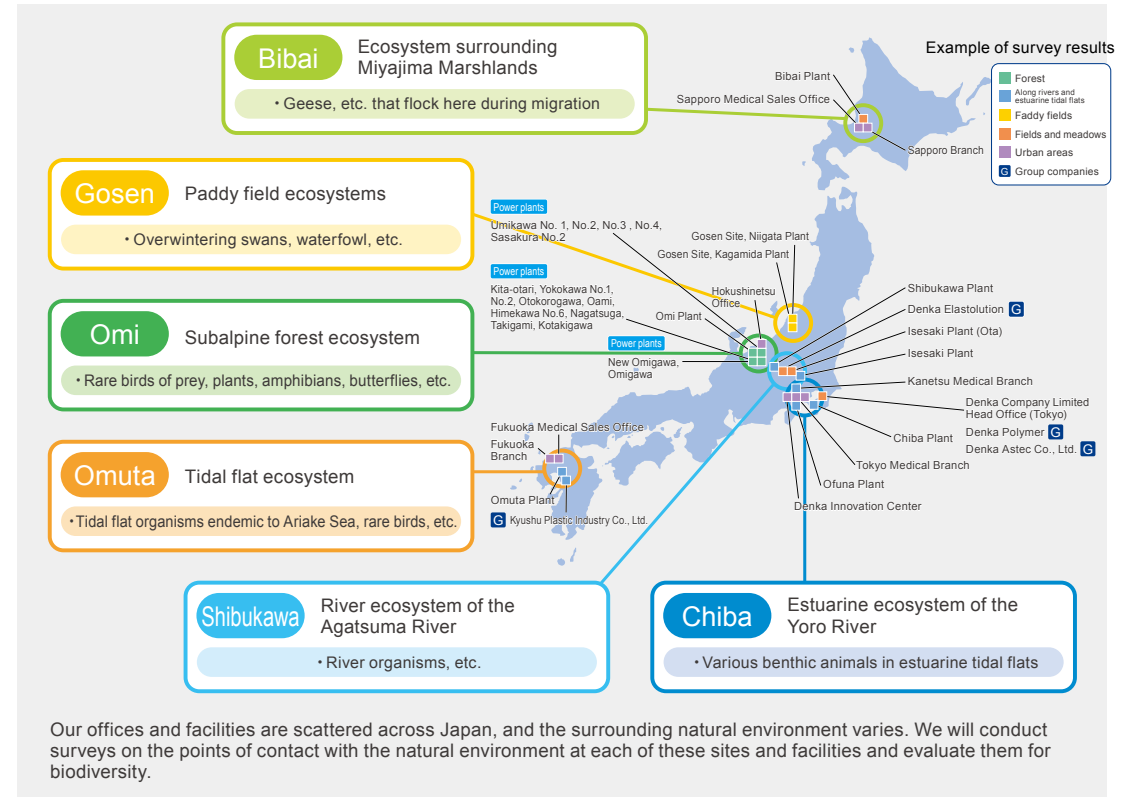 Bibai
Ecosystem surrounding
Miyajima Marshlands
・Geese, etc. that flock here during migration
Example of survey results
Forest
Along rivers and
estuarine tidal flats
Faddy fields
Fields and meadows
Urban areas
G Group companies
Bibai Plant
Sapporo Medical Sales Office
Sapporo Branch
Gosen
Paddy field ecosystems
・Overwintering swans, waterfowl, etc.
Power plants
Umikawa No. 1, No.2, No.3 , No.4,
Sasakura No.2
Gosen Site, Niigata Plant
Gosen Site, Kagamida Plant
Power plants
Kita-otari, Yokokawa No.1,
No.2, Otokorogawa, Oami,
Himekawa No.6, Nagatsuga,
Takigami, Kotakigawa
Hokushinetsu
Office
Omi Plant
Power plants
New Omigawa,
Omigawa
Shibukawa Plant
Denka Elastolution G
Isesaki Plant (Ota)
Isesaki Plant
Kanetsu Medical Branch
Denka Company Limited
Head Office (Tokyo)
Denka Polymer G
Denka Astec Co., Ltd. G
Chiba Plant
Tokyo Medical Branch
Ofuna Plant
Denka Innovation Center
Omi
Subalpine forest ecosystem
・Rare birds of prey, plants, amphibians, butterflies, etc.
Omuta
Tidal flat ecosystem
・Tidal flat organisms endemic to Ariake Sea, rare birds, etc.
Fukuoka Medical Sales Office
Fukuoka
Branch
Omuta Plant
G Kyushu Plastic Industry Co., Ltd.
Shibukawa
River ecosystem of the
Agatsuma River
・River organisms, etc.
Chiba
Estuarine ecosystem of the
Yoro River
・Various benthic animals in estuarine tidal flats
Our offices and facilities are scattered across Japan, and the surrounding natural environment varies. We will conduct
surveys on the points of contact with the natural environment at each of these sites and facilities and evaluate them for
biodiversity.